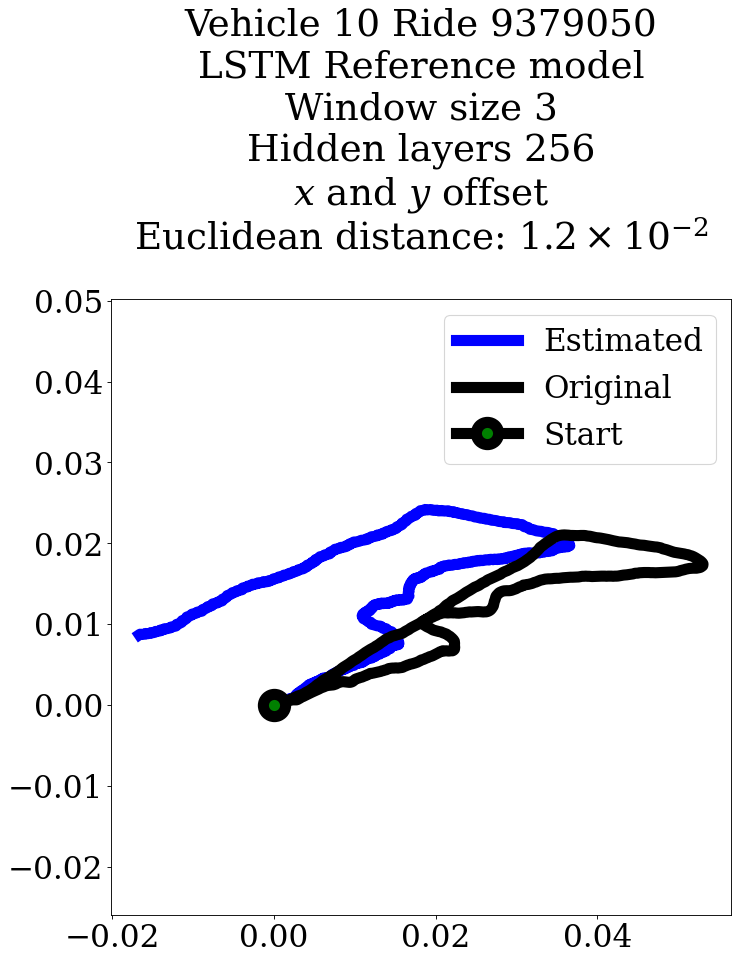 Vehicle 10 Ride 9379050
LSTM Reference model
Window size 3
Hidden layers 256
x and y offset
Euclidean distance: 1.2 × 10⁻²
0.05
0.04
0.03
0.02
0.01
0.00
−0.01
−0.02
Estimated
Original
Start
−0.02 0.00 0.02 0.04